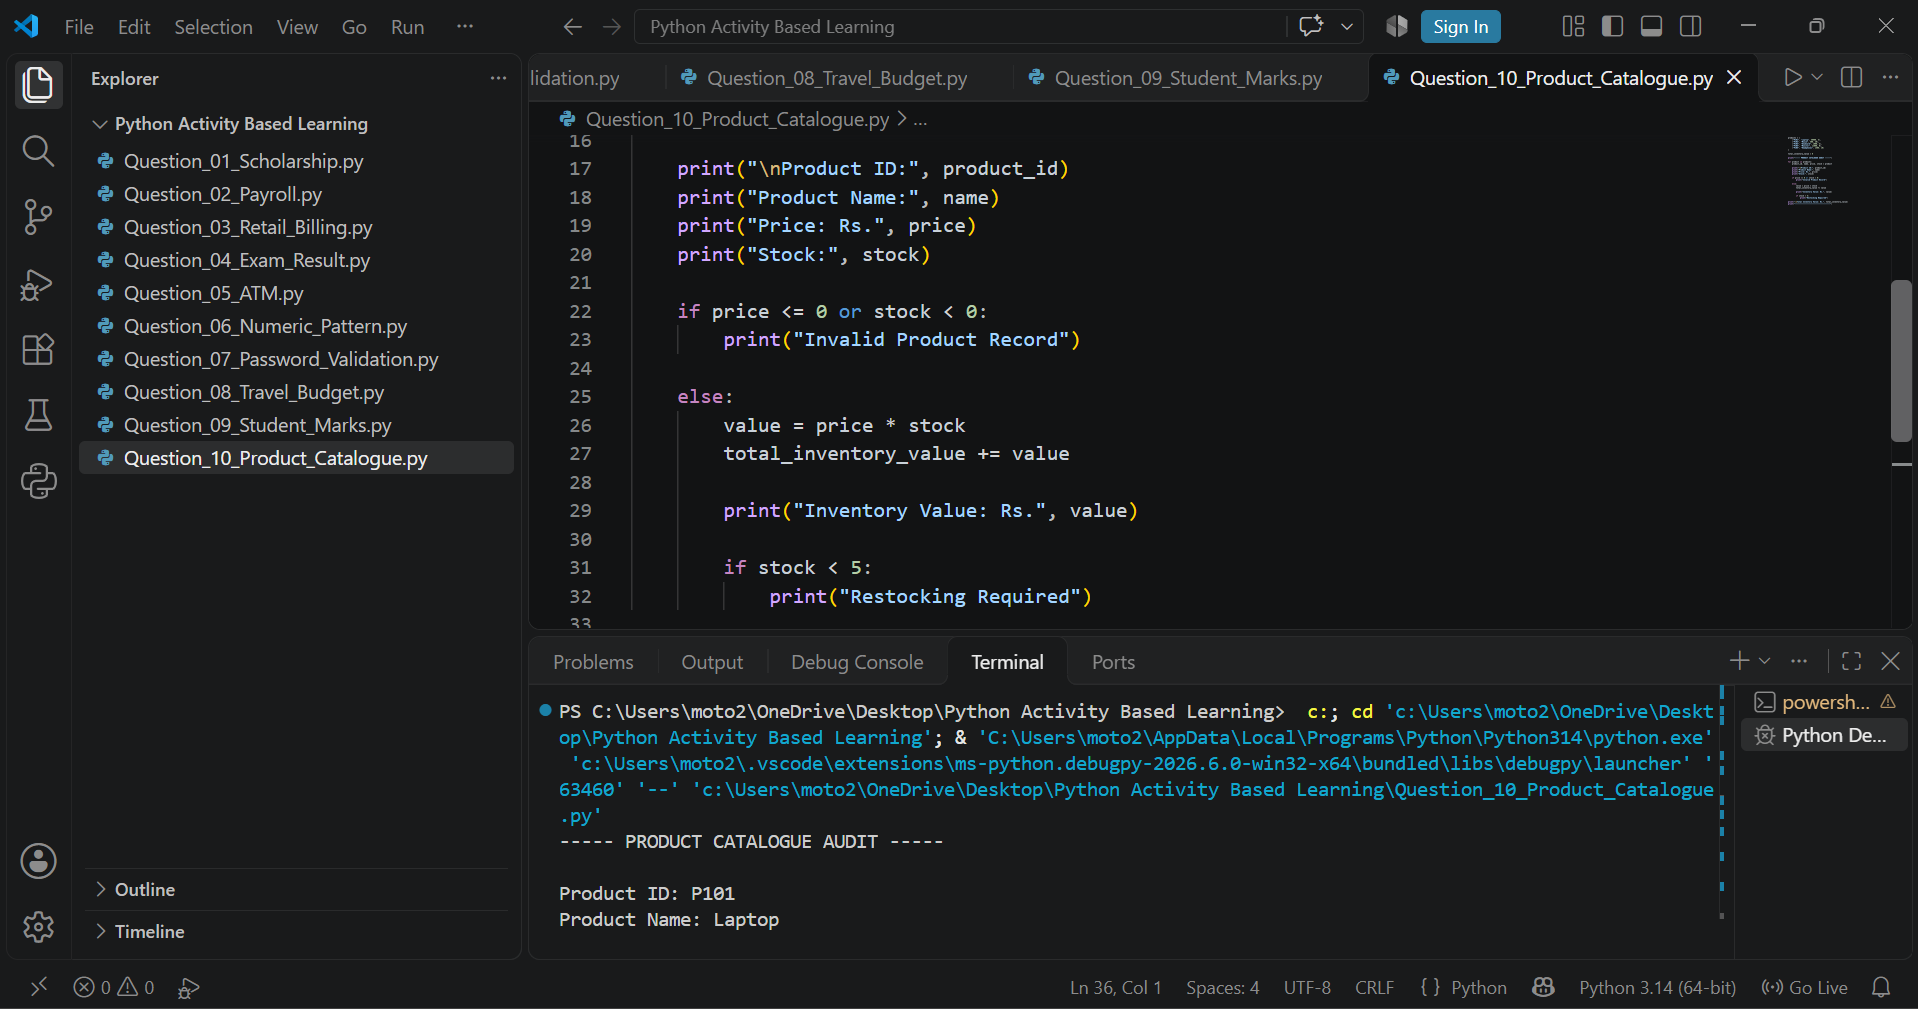 File Edit Selection View Go Run ··· Python Activity Based Learning Sign In
Explorer ···
Python Activity Based Learning
Question_01_Scholarship.py
Question_02_Payroll.py
Question_03_Retail_Billing.py
Question_04_Exam_Result.py
Question_05_ATM.py
Question_06_Numeric_Pattern.py
Question_07_Password_Validation.py
Question_08_Travel_Budget.py
Question_09_Student_Marks.py
Question_10_Product_Catalogue.py
Outline
Timeline
lidation.py Question_08_Travel_Budget.py Question_09_Student_Marks.py Question_10_Product_Catalogue.py
Question_10_Product_Catalogue.py > ...
16
17 print("\nProduct ID:", product_id)
18 print("Product Name:", name)
19 print("Price: Rs.", price)
20 print("Stock:", stock)
21
22 if price <= 0 or stock < 0:
23 print("Invalid Product Record")
24
25 else:
26 value = price * stock
27 total_inventory_value += value
28
29 print("Inventory Value: Rs.", value)
30
31 if stock < 5:
32 print("Restocking Required")
33
Problems Output Debug Console Terminal Ports
PS C:\Users\moto2\OneDrive\Desktop\Python Activity Based Learning> c:; cd 'c:\Users\moto2\OneDrive\Deskt
op\Python Activity Based Learning'; & 'C:\Users\moto2\AppData\Local\Programs\Python\Python314\python.exe'
'c:\Users\moto2\.vscode\extensions\ms-python.debugpy-2026.6.0-win32-x64\bundled\libs\debugpy\launcher' '
63460' '--' 'c:\Users\moto2\OneDrive\Desktop\Python Activity Based Learning\Question_10_Product_Catalogue
.py'
----- PRODUCT CATALOGUE AUDIT -----
Product ID: P101
Product Name: Laptop
powersh...
Python De...
0 0 Ln 36, Col 1 Spaces: 4 UTF-8 CRLF {} Python Python 3.14 (64-bit) Go Live